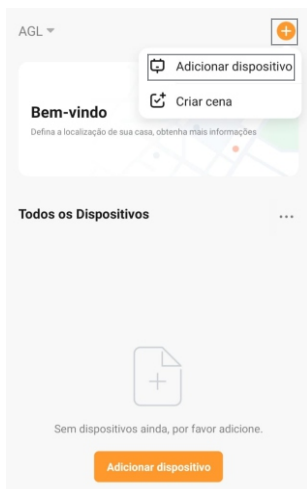 AGL
Adicionar dispositivo
Criar cena
Bem-vindo
Defina a localização de sua casa, obtenha mais informações
Todos os Dispositivos
Sem dispositivos ainda, por favor adicione.
Adicionar dispositivo